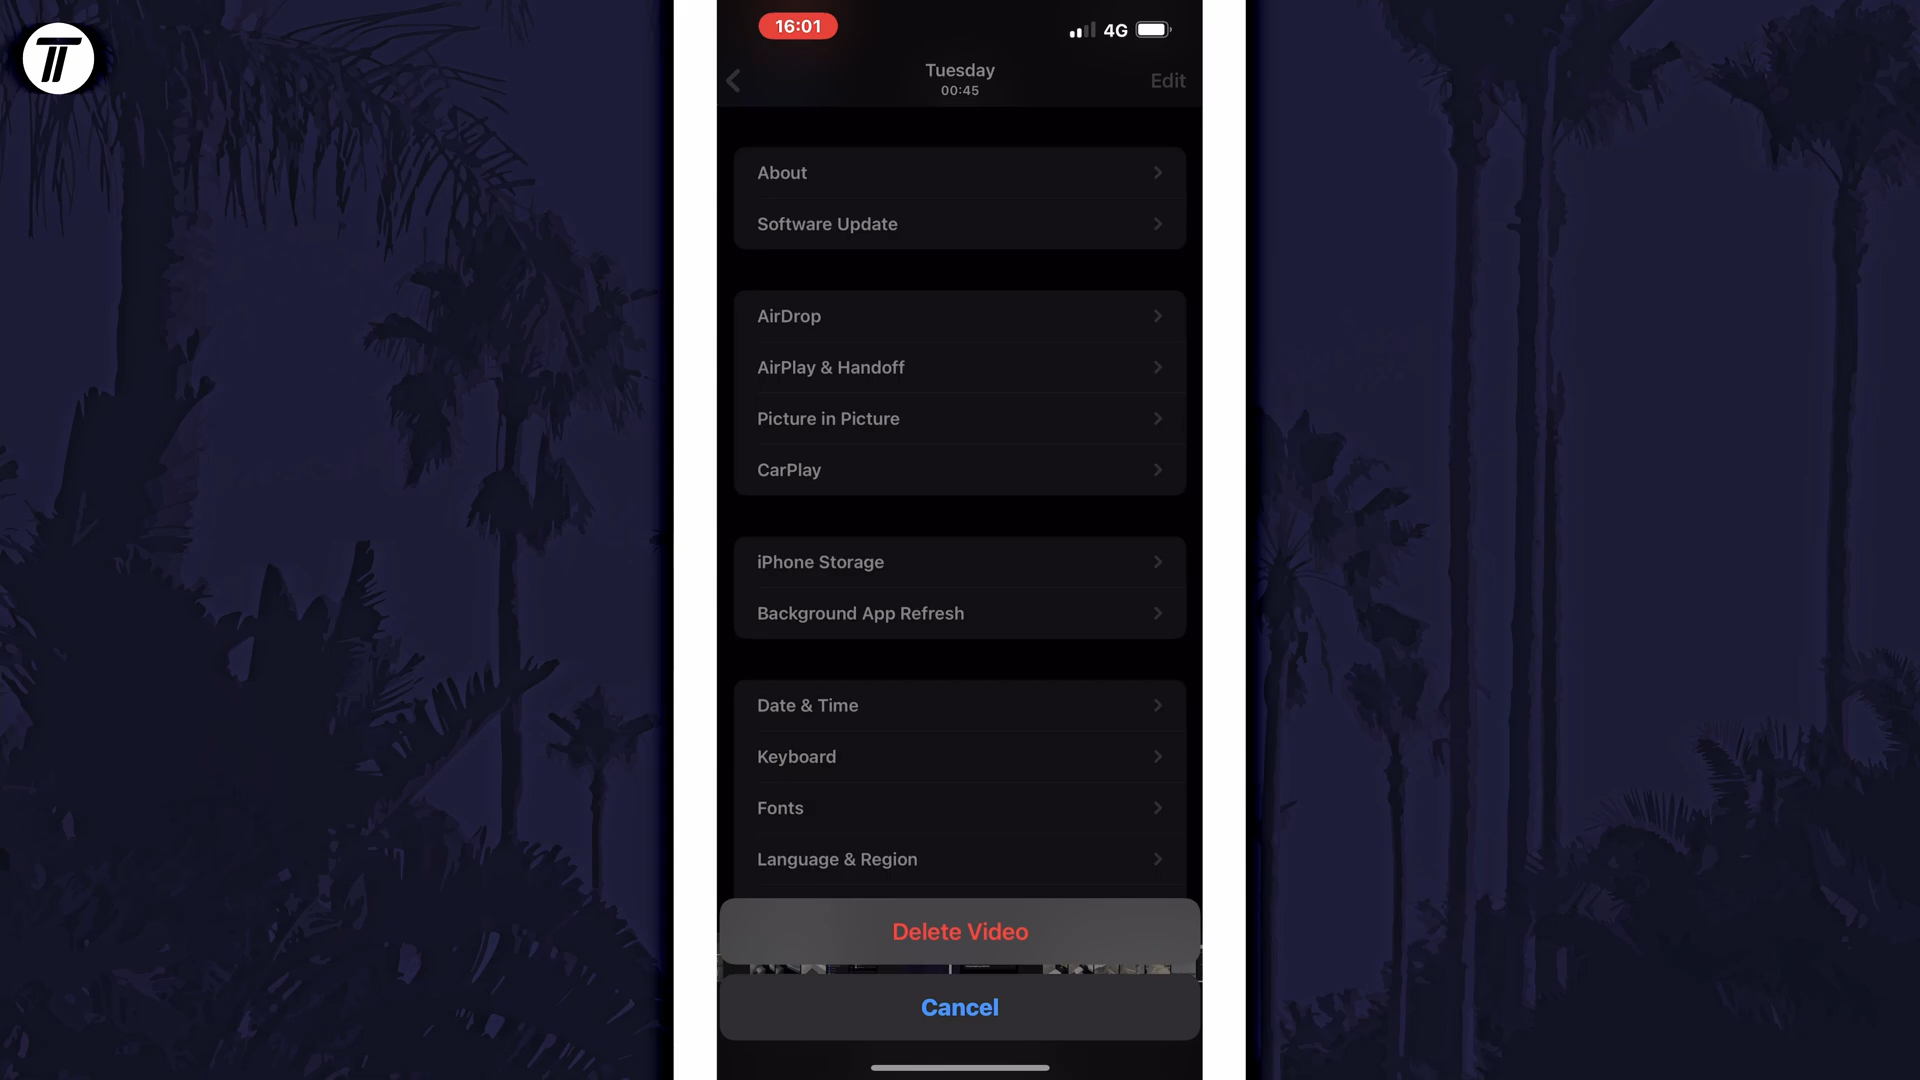 16:01
4G
Tuesday
00:45
Edit
About
Software Update
AirDrop
AirPlay & Handoff
Picture in Picture
CarPlay
iPhone Storage
Background App Refresh
Date & Time
Keyboard
Fonts
Language & Region
Delete Video
Cancel